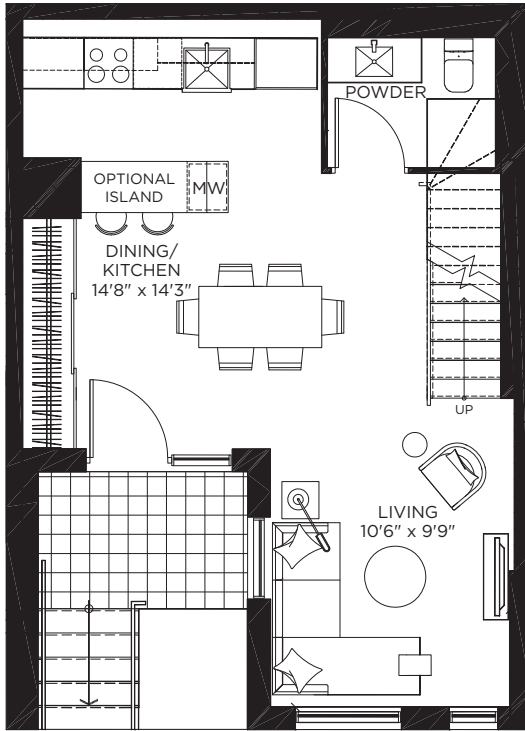 POWDER
OPTIONAL
ISLAND
MW
DINING/
KITCHEN
14'8" x 14'3"
UP
LIVING
10'6" x 9'9"